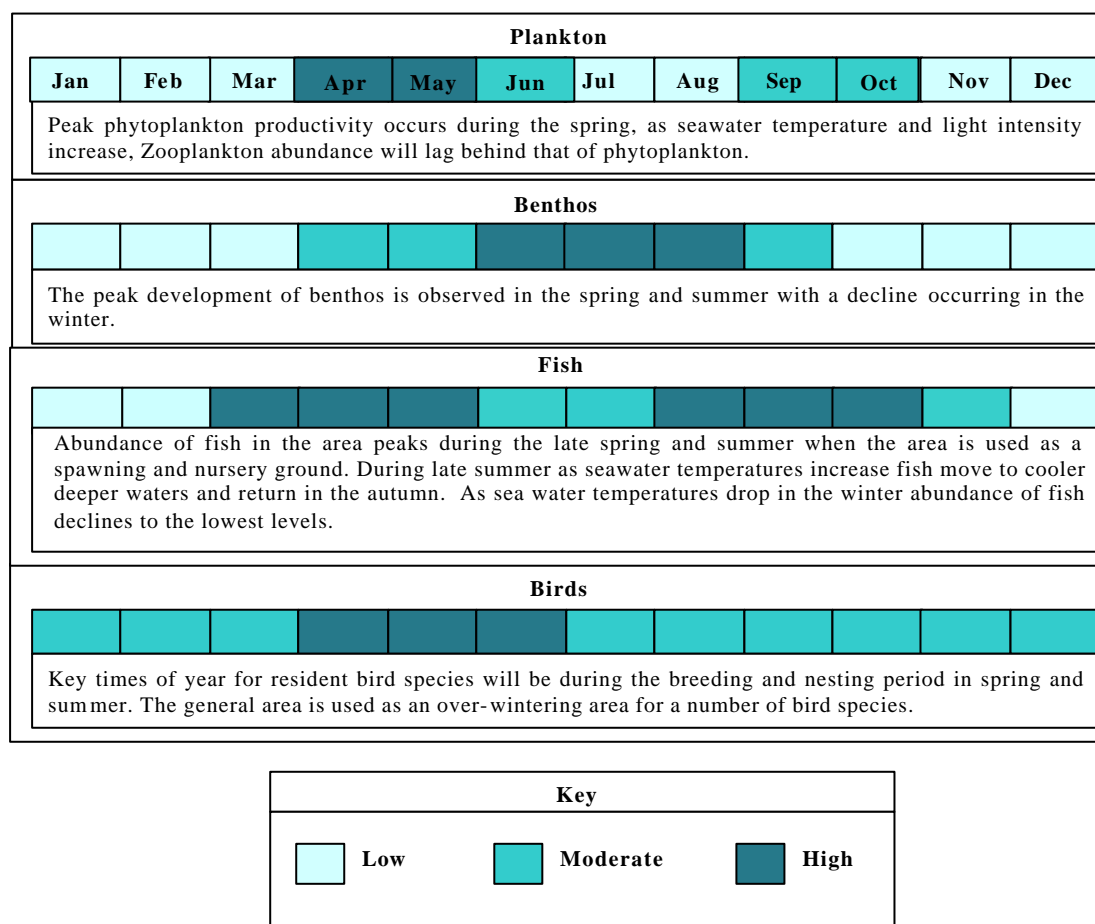 Plankton
Jan Feb Mar Apr May Jun Jul Aug Sep Oct Nov Dec
Peak phytoplankton productivity occurs during the spring, as seawater temperature and light intensity
increase, Zooplankton abundance will lag behind that of phytoplankton.
Benthos
The peak development of benthos is observed in the spring and summer with a decline occurring in the
winter.
Fish
Abundance of fish in the area peaks during the late spring and summer when the area is used as a
spawning and nursery ground. During late summer as seawater temperatures increase fish move to cooler
deeper waters and return in the autumn. As sea water temperatures drop in the winter abundance of fish
declines to the lowest levels.
Birds
Key times of year for resident bird species will be during the breeding and nesting period in spring and
summer. The general area is used as an over-wintering area for a number of bird species.
Key
Low Moderate High